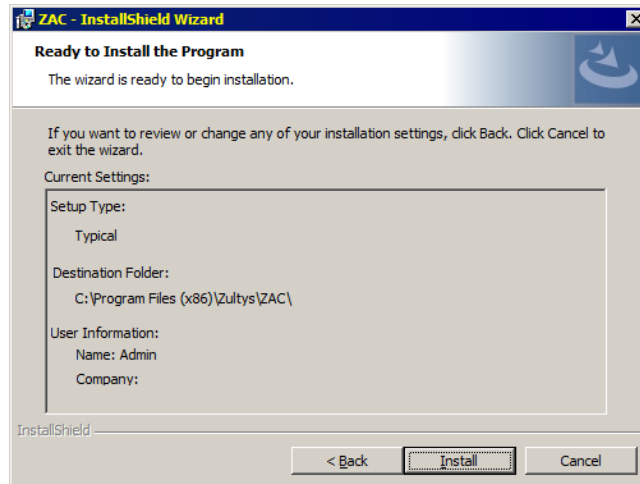 ZAC - InstallShield Wizard
Ready to Install the Program
The wizard is ready to begin installation.
If you want to review or change any of your installation settings, click Back. Click Cancel to
exit the wizard.
Current Settings:
Setup Type:
Typical
Destination Folder:
C:\Program Files (x86)\Zultys\ZAC\
User Information:
Name: Admin
Company:
InstallShield
< Back
Install
Cancel